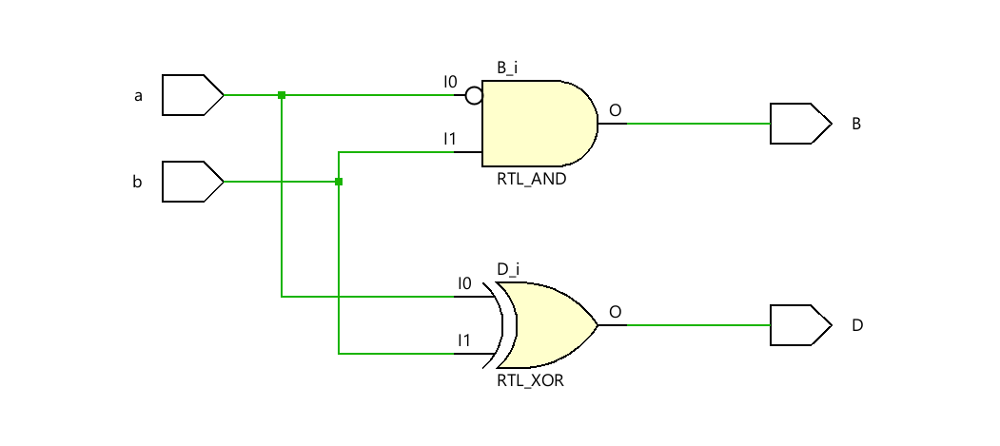 B_i
a
I0
O
B
I1
b
RTL_AND
D_i
I0
O
D
I1
RTL_XOR